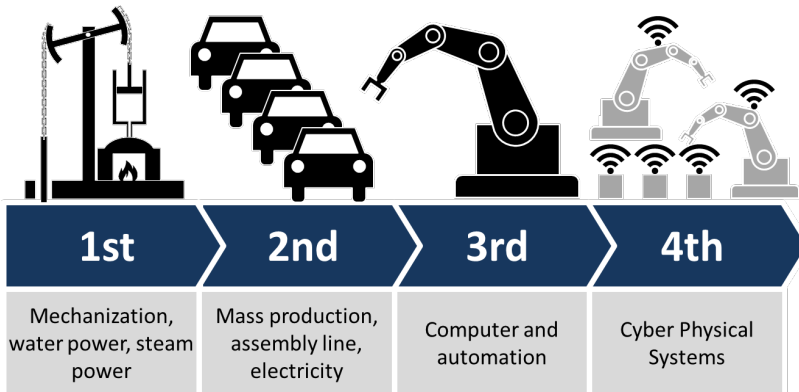 1st
2nd
3rd
4th
Mechanization,
water power, steam
power
Mass production,
assembly line,
electricity
Computer and
automation
Cyber Physical
Systems